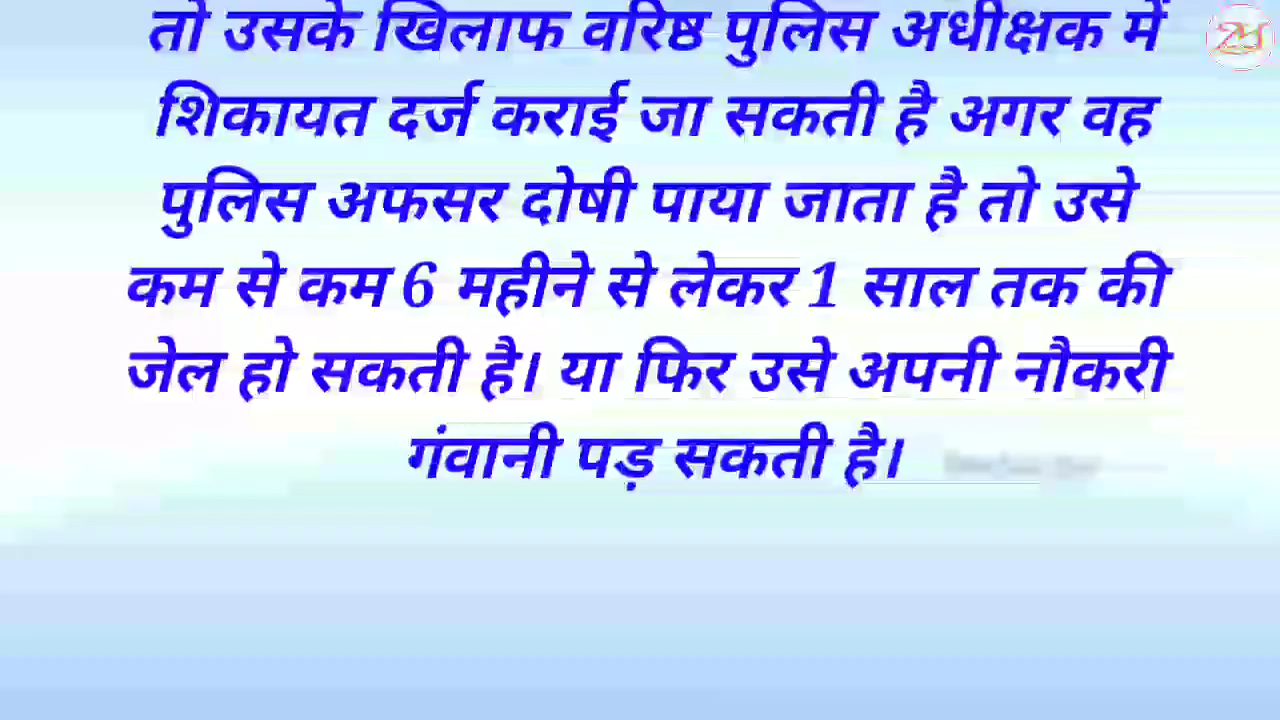 तो उसके खिलाफ वरिष्ठ पुलिस अधीक्षक में
शिकायत दर्ज कराई जा सकती है अगर वह
पुलिस अफसर दोषी पाया जाता है तो उसे
कम से कम 6 महीने से लेकर 1 साल तक की
जेल हो सकती है। या फिर उसे अपनी नौकरी
गंवानी पड़ सकती है।